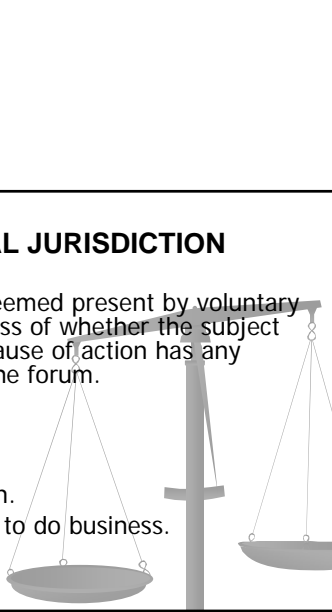 AL JURISDICTION
eemed present by voluntary
ss of whether the subject
ause of action has any
he forum.
n.
to do business.